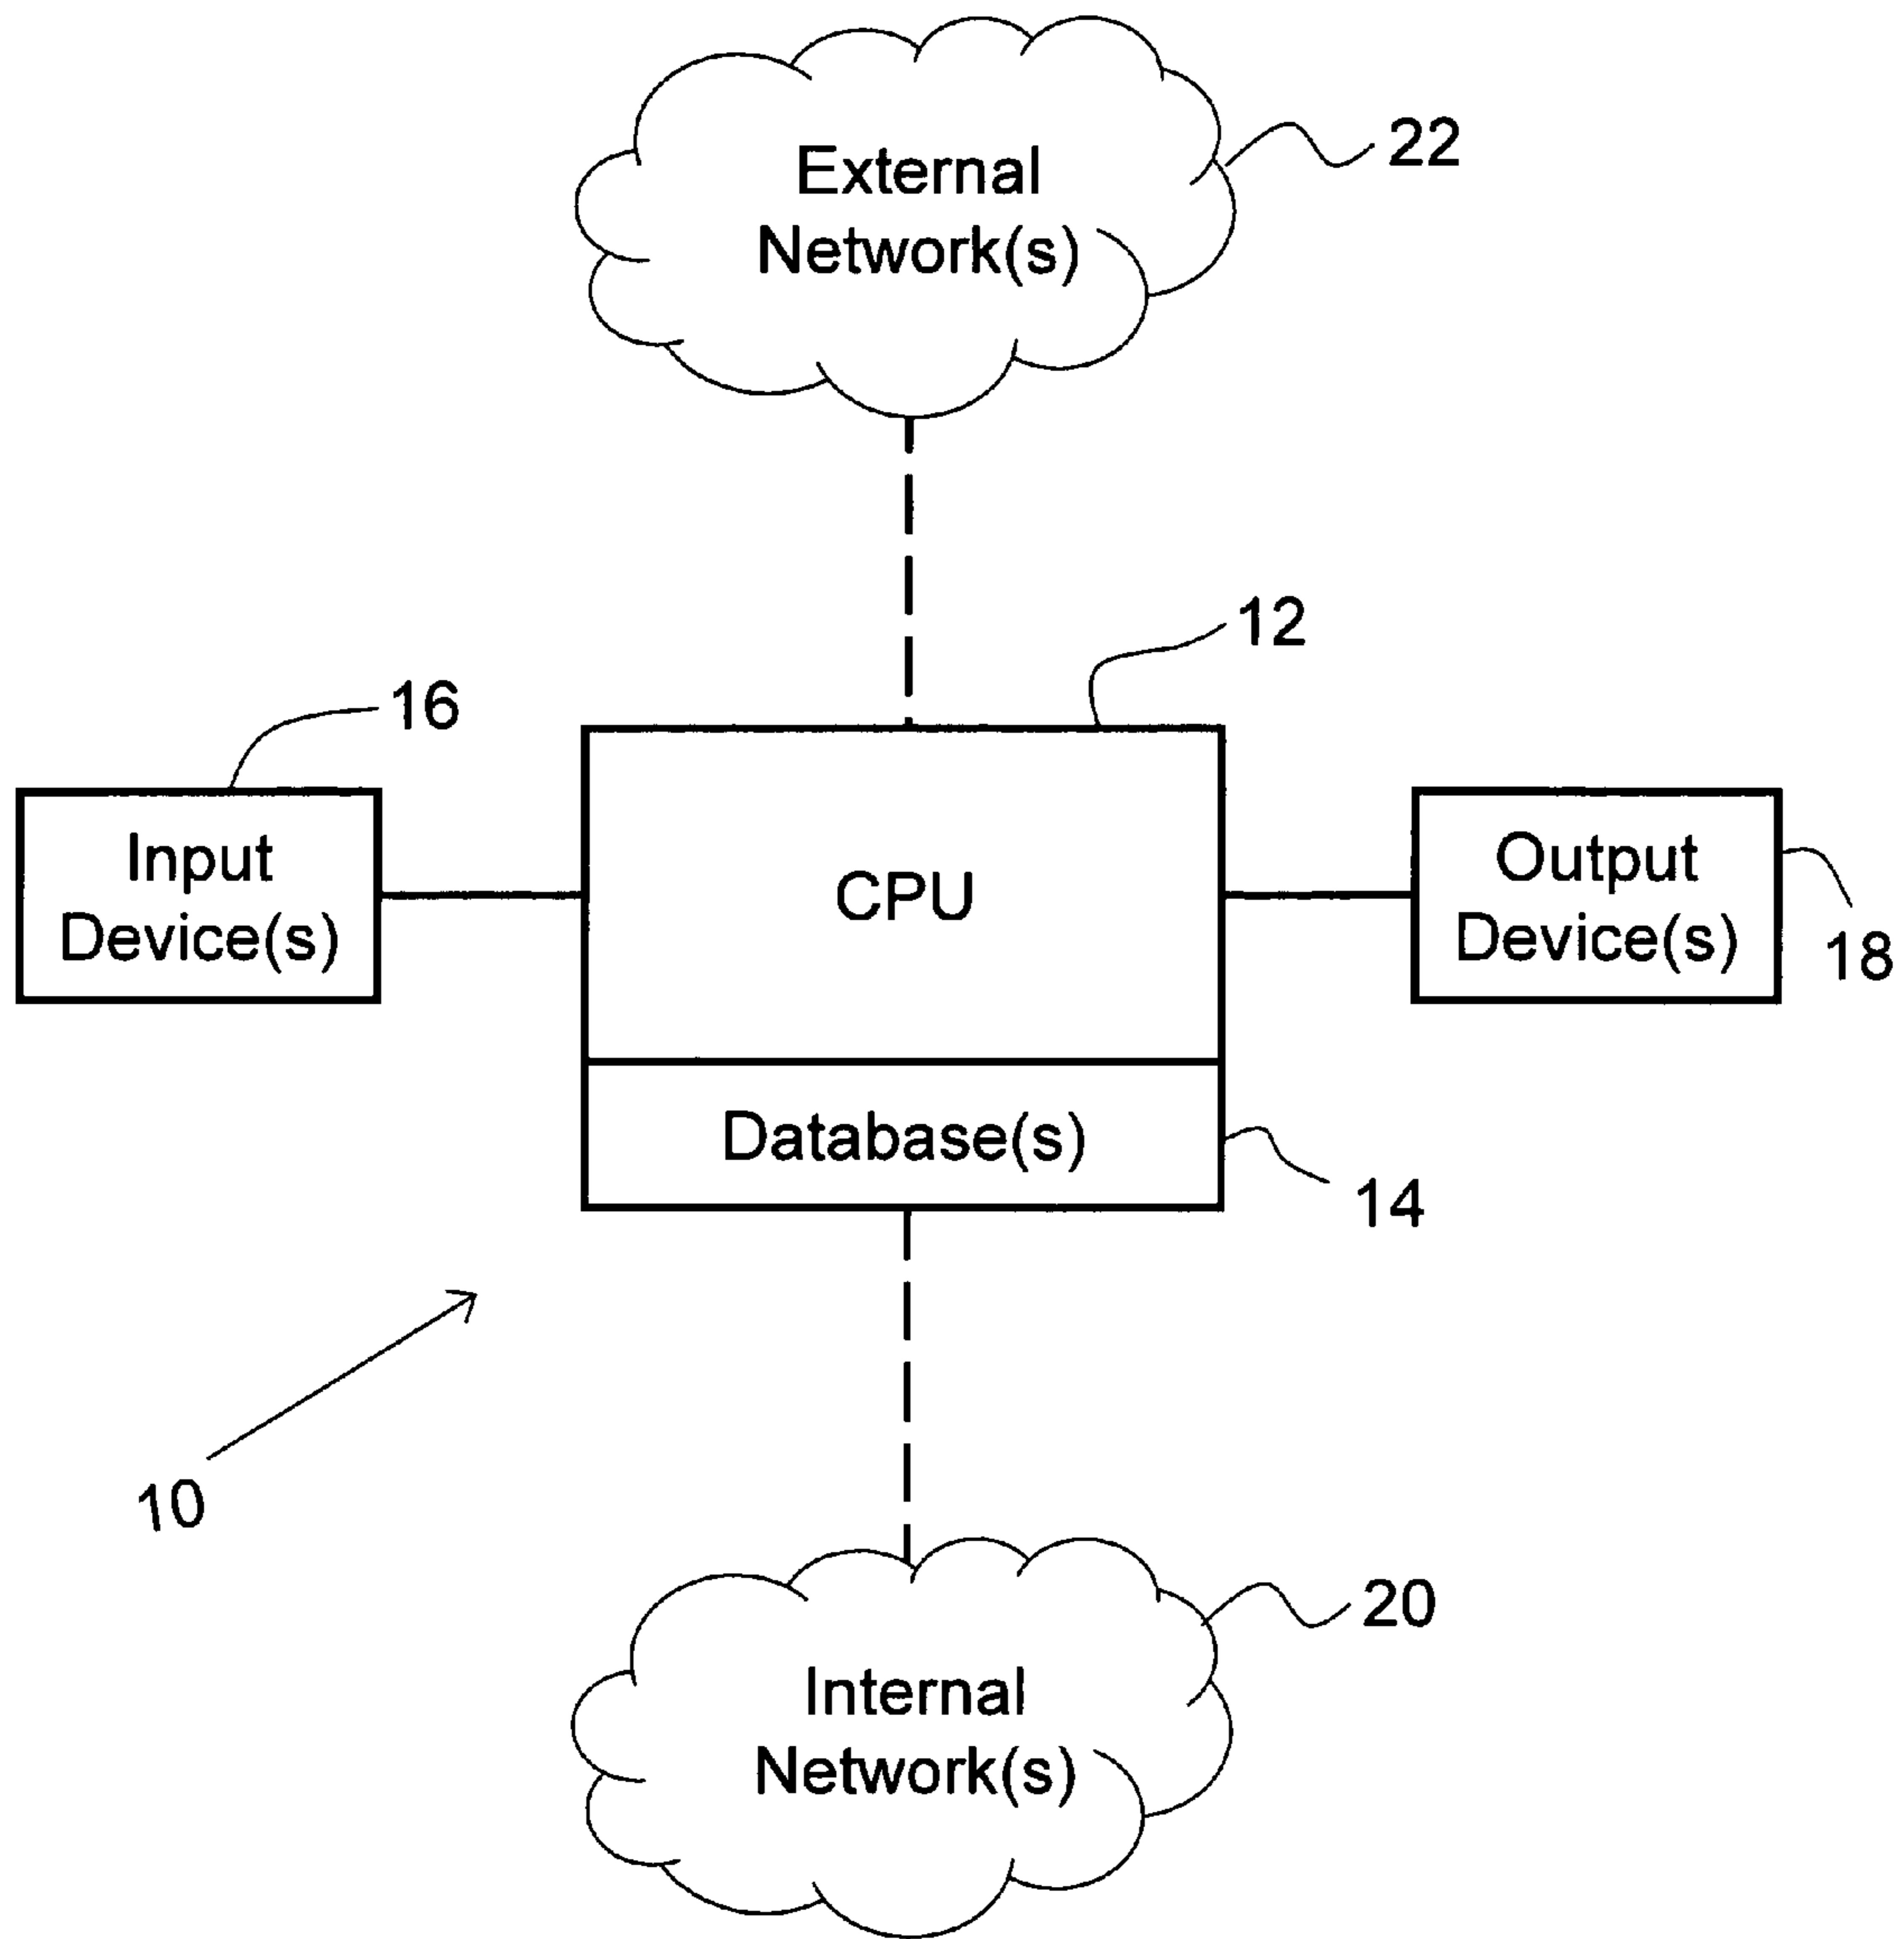 External
Network(s)
22
12
16
Input
Device(s)
CPU
Output
Device(s)
18
Database(s)
14
10
20
Internal
Network(s)